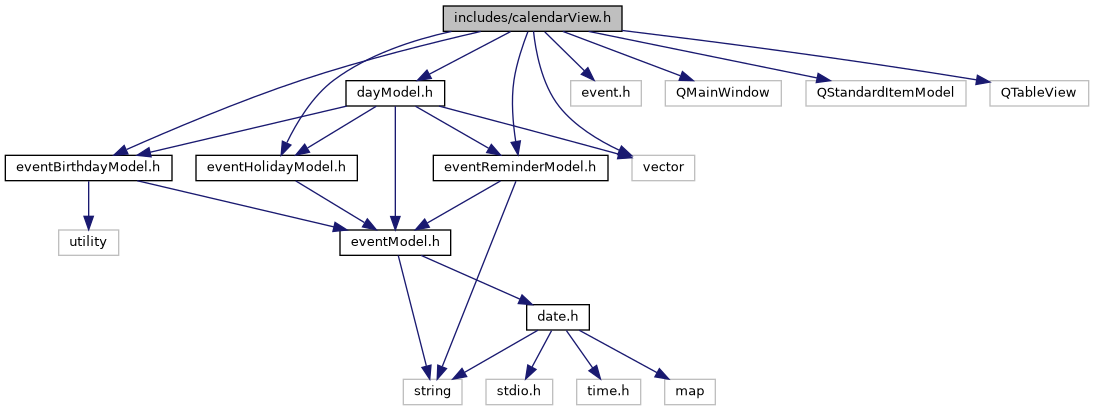 includes/calendarView.h
dayModel.h
event.h
QMainWindow
QStandardItemModel
QTableView
eventBirthdayModel.h
eventHolidayModel.h
eventReminderModel.h
vector
utility
eventModel.h
date.h
string
stdio.h
time.h
map